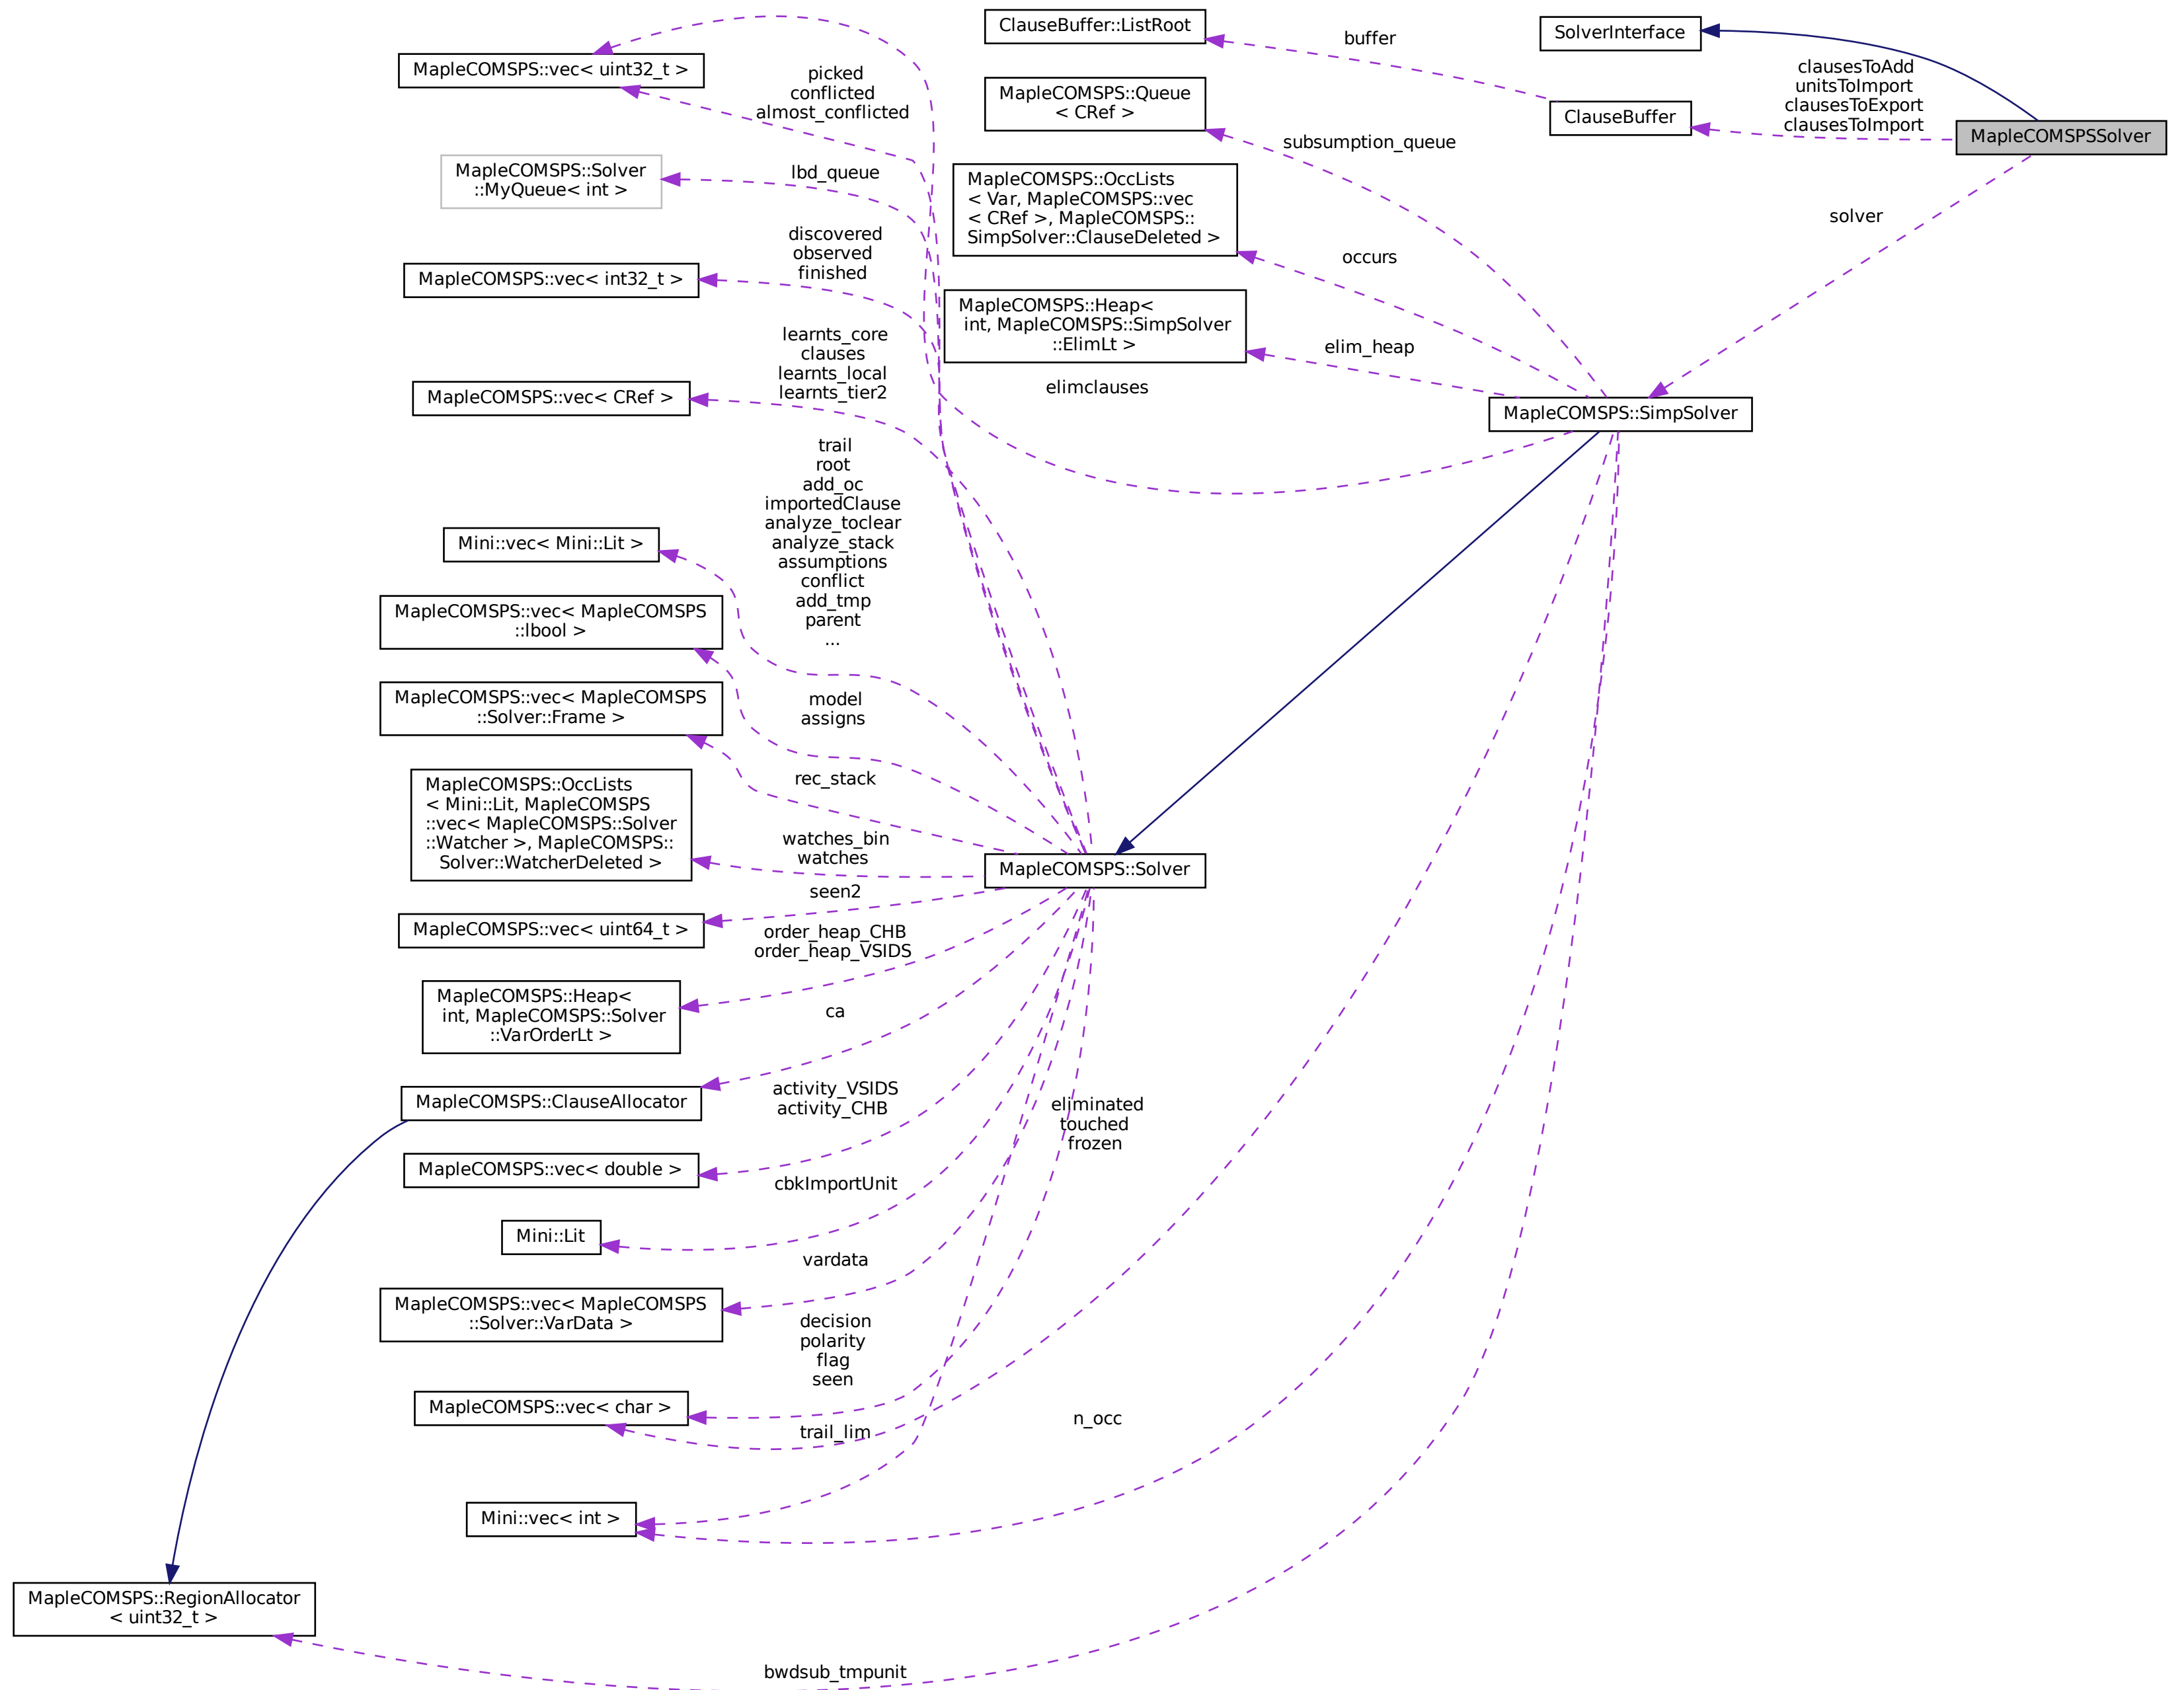 MapleCOMSPS::vec< uint32_t >
picked
conflicted
almost_conflicted
MapleCOMSPS::Solver
::MyQueue< int >
lbd_queue
MapleCOMSPS::vec< int32_t >
discovered
observed
finished
MapleCOMSPS::vec< CRef >
learnts_core
clauses
learnts_local
learnts_tier2
Mini::vec< Mini::Lit >
trail
root
add_oc
importedClause
analyze_toclear
analyze_stack
assumptions
conflict
add_tmp
parent
...
MapleCOMSPS::vec< MapleCOMSPS
::lbool >
model
assigns
MapleCOMSPS::vec< MapleCOMSPS
::Solver::Frame >
rec_stack
MapleCOMSPS::OccLists
< Mini::Lit, MapleCOMSPS
::vec< MapleCOMSPS::Solver
::Watcher >, MapleCOMSPS::
Solver::WatcherDeleted >
watches_bin
watches
MapleCOMSPS::vec< uint64_t >
seen2
MapleCOMSPS::Heap<
int, MapleCOMSPS::Solver
::VarOrderLt >
order_heap_CHB
order_heap_VSIDS
MapleCOMSPS::ClauseAllocator
ca
MapleCOMSPS::vec< double >
activity_VSIDS
activity_CHB
Mini::Lit
cbkImportUnit
MapleCOMSPS::vec< MapleCOMSPS
::Solver::VarData >
vardata
MapleCOMSPS::vec< char >
decision
polarity
flag
seen
trail_lim
Mini::vec< int >
MapleCOMSPS::RegionAllocator
< uint32_t >
bwdsub_tmpunit
ClauseBuffer::ListRoot
buffer
MapleCOMSPS::Queue
< CRef >
subsumption_queue
MapleCOMSPS::OccLists
< Var, MapleCOMSPS::vec
< CRef >, MapleCOMSPS::
SimpSolver::ClauseDeleted >
occurs
MapleCOMSPS::Heap<
int, MapleCOMSPS::SimpSolver
::ElimLt >
elim_heap
elimclauses
MapleCOMSPS::Solver
eliminated
touched
frozen
n_occ
SolverInterface
ClauseBuffer
clausesToAdd
unitsToImport
clausesToExport
clausesToImport
MapleCOMSPSSolver
solver
MapleCOMSPS::SimpSolver